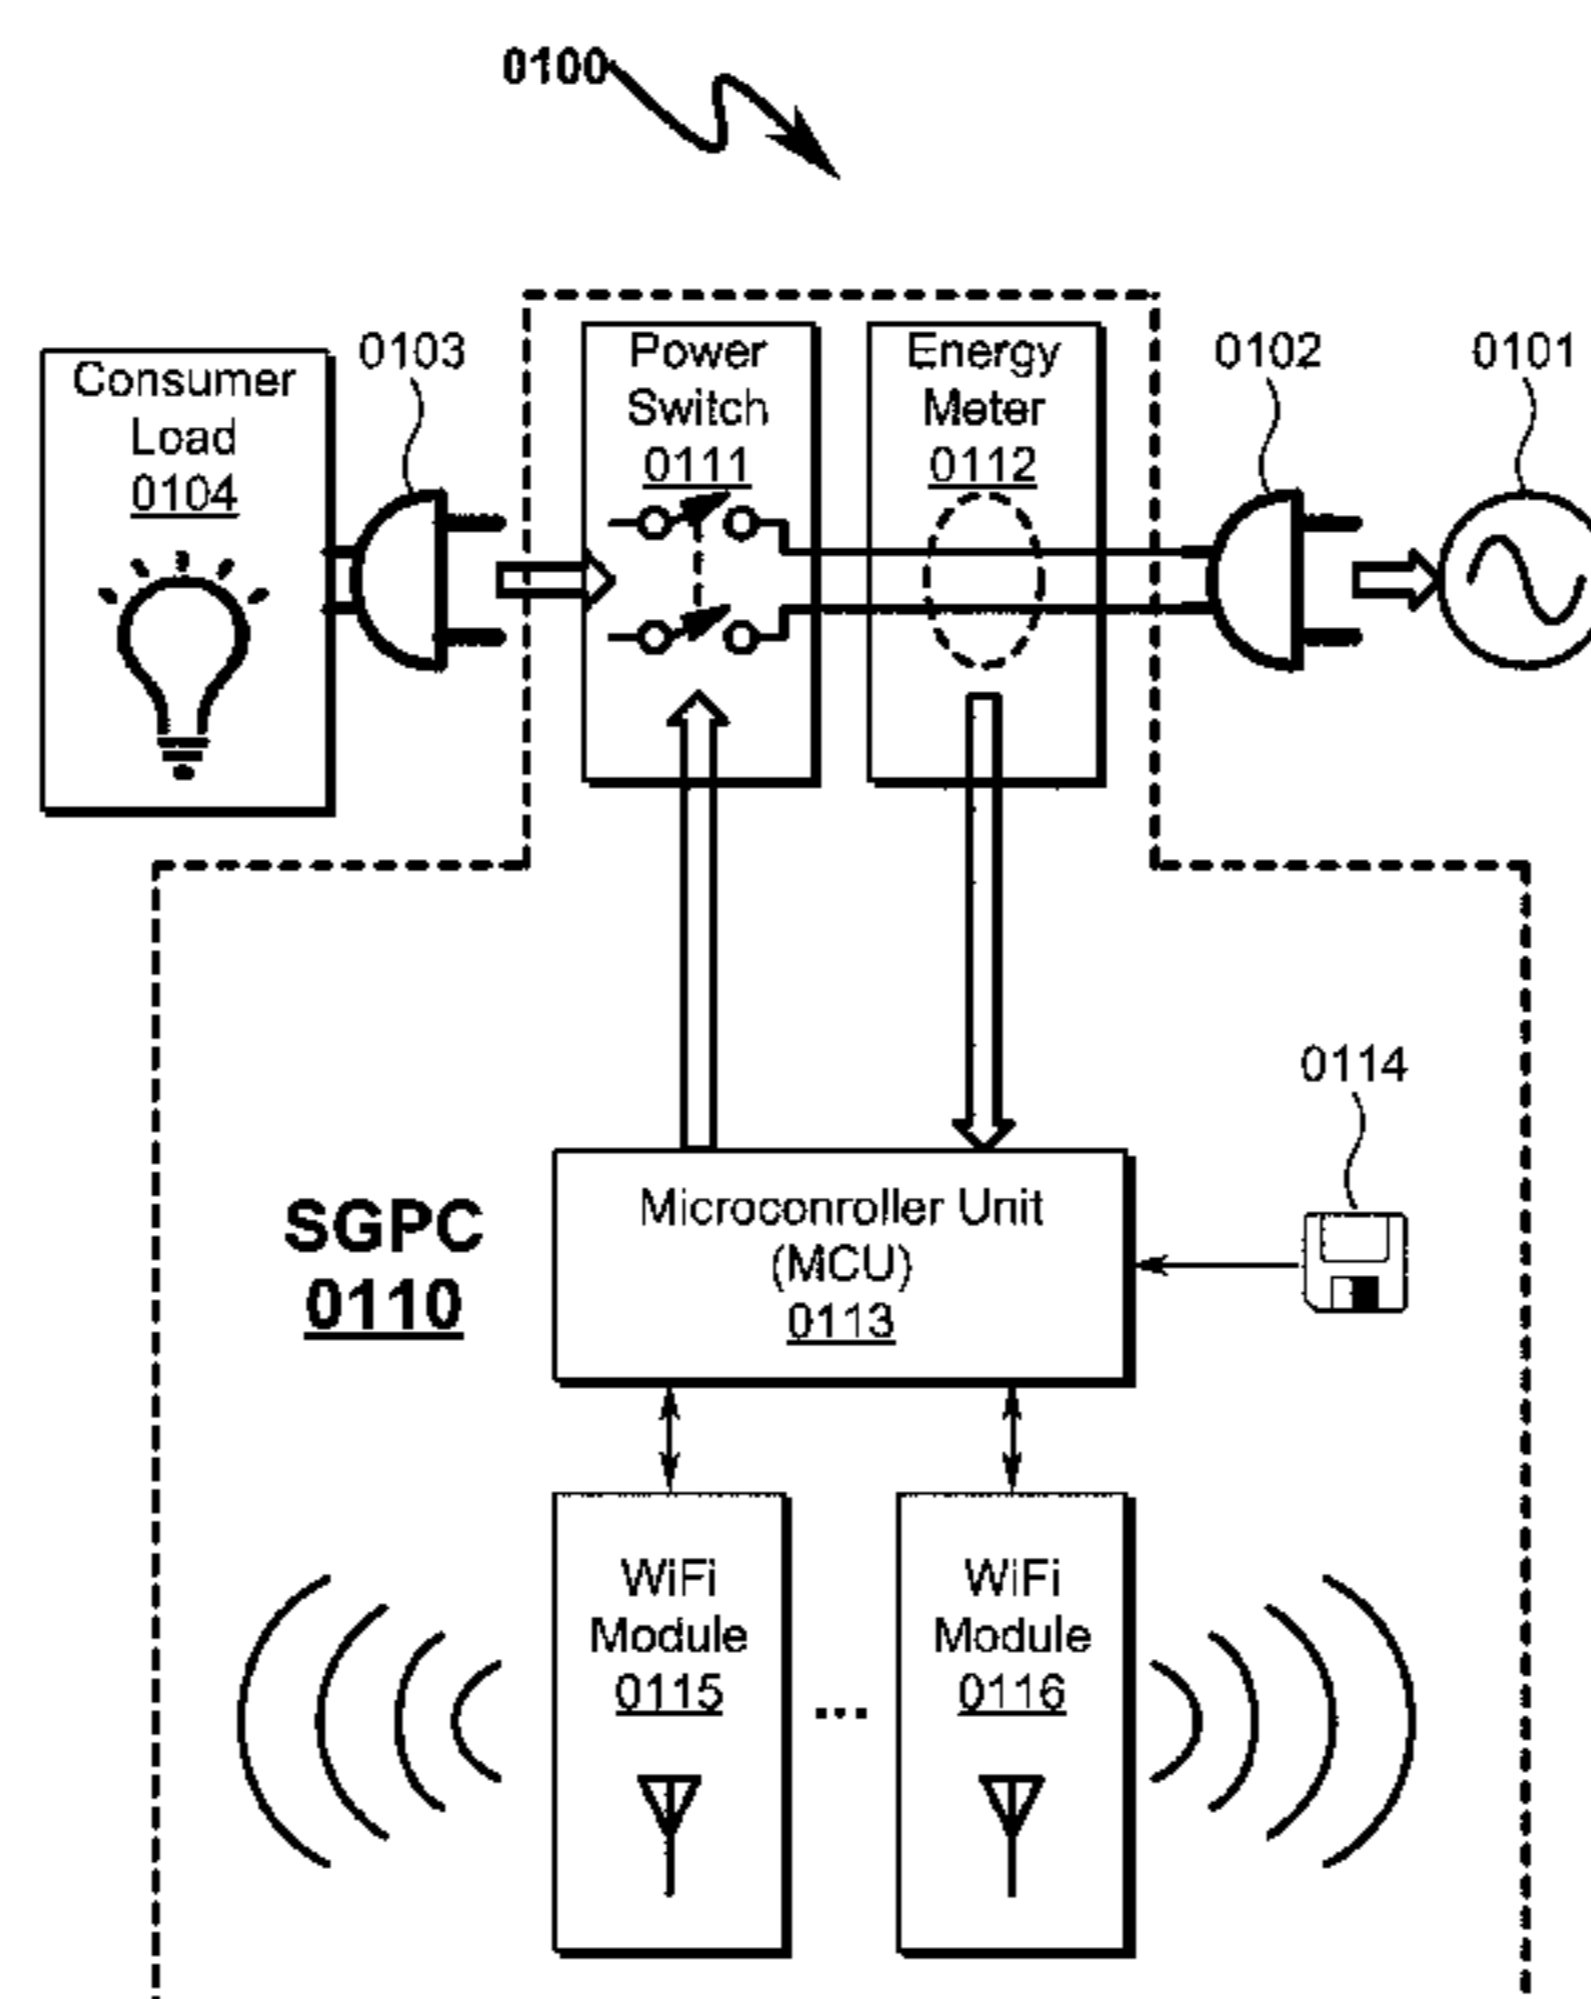 0100
Consumer
Load
0104
0103
Power
Switch
0111
Energy
Meter
0112
0102
0101
0114
SGPC
0110
Microconroller Unit
(MCU)
0113
WiFi
Module
0115
...
WiFi
Module
0116